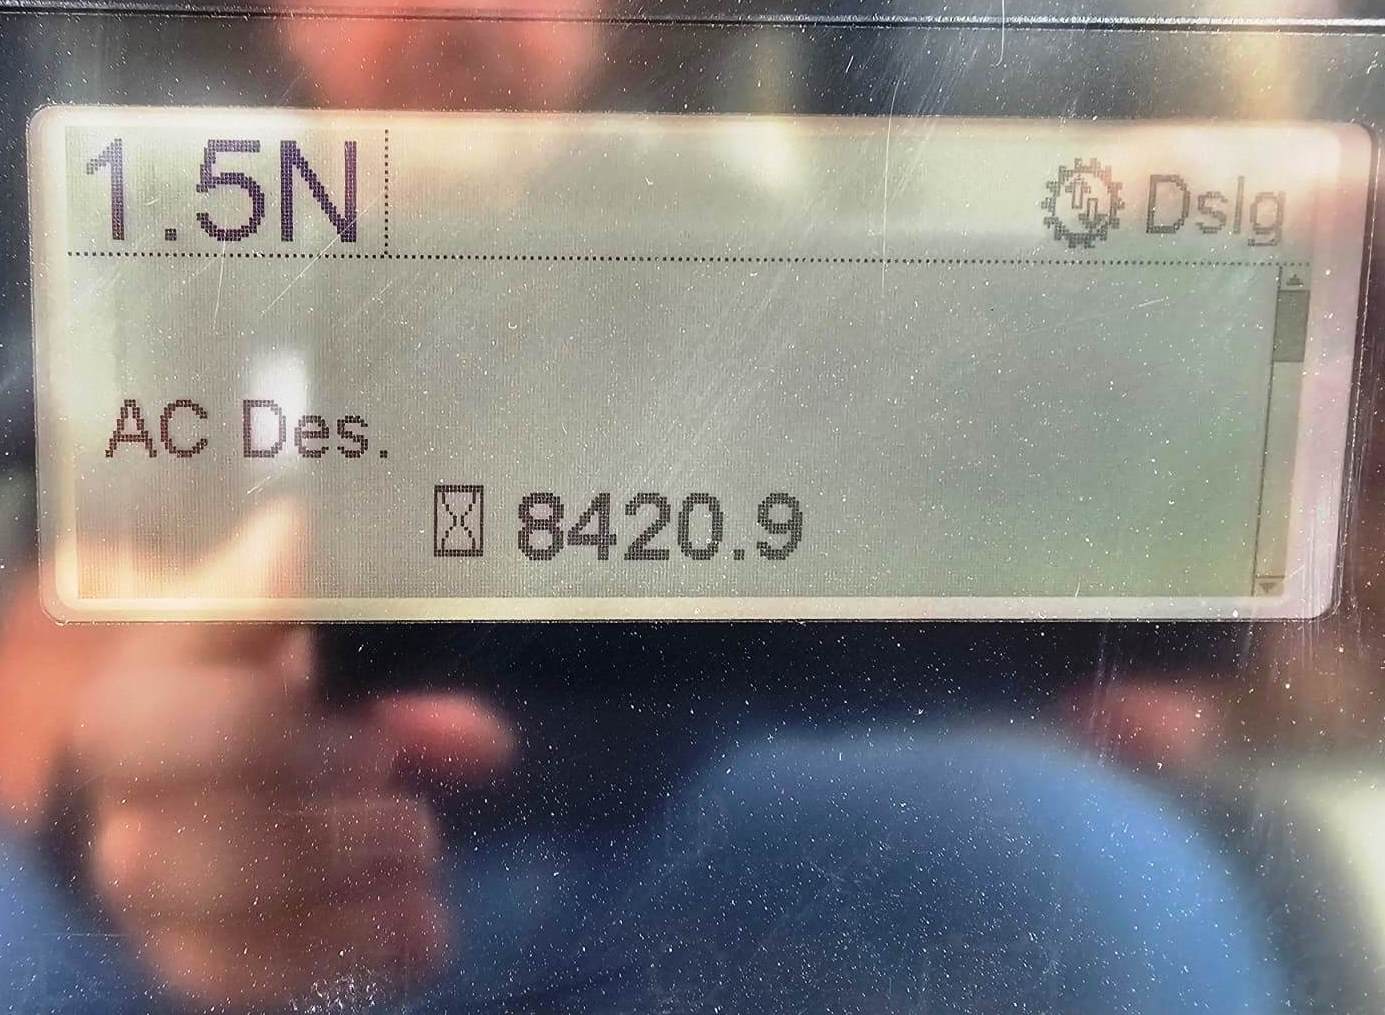 1.5N
Dslg
AC Des.
8420.9